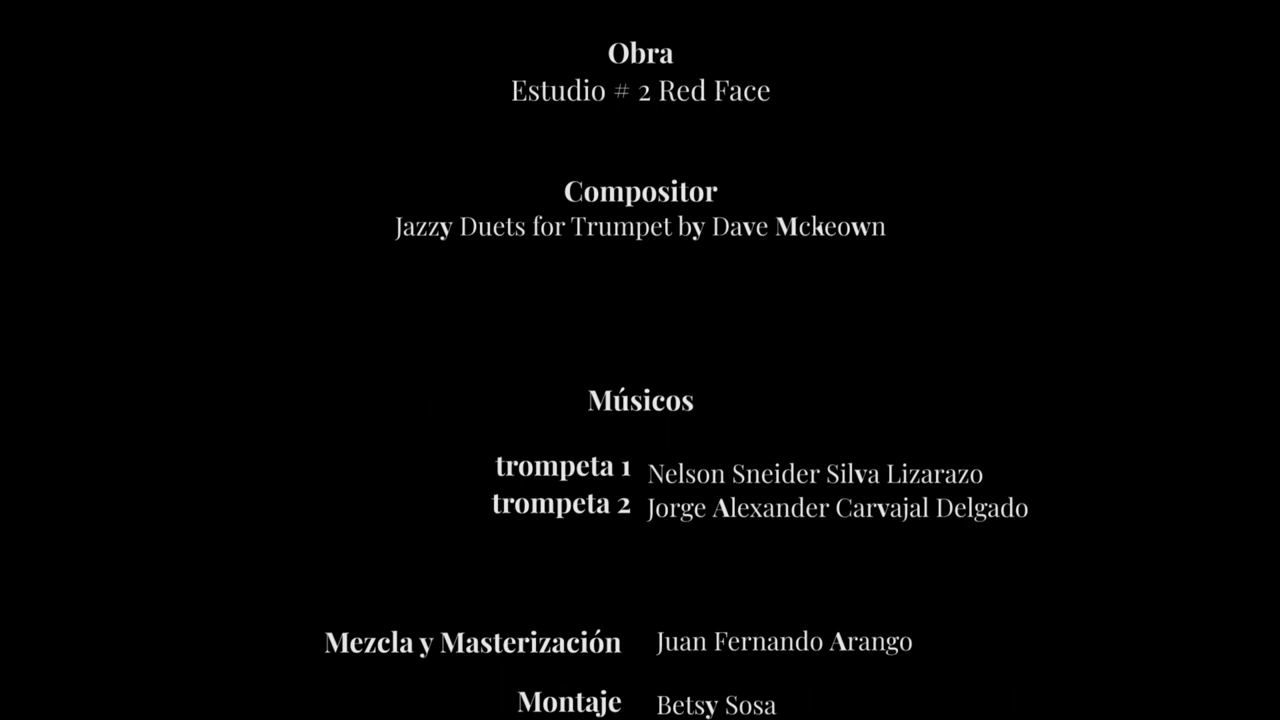 Obra
Estudio # 2 Red Face
Compositor
Jazzy Duets for Trumpet by Dave Mckeown
Músicos
trompeta 1 Nelson Sneider Silva Lizarazo
trompeta 2 Jorge Alexander Carvajal Delgado
Mezcla y Masterización Juan Fernando Arango
Montaje Betsy Sosa